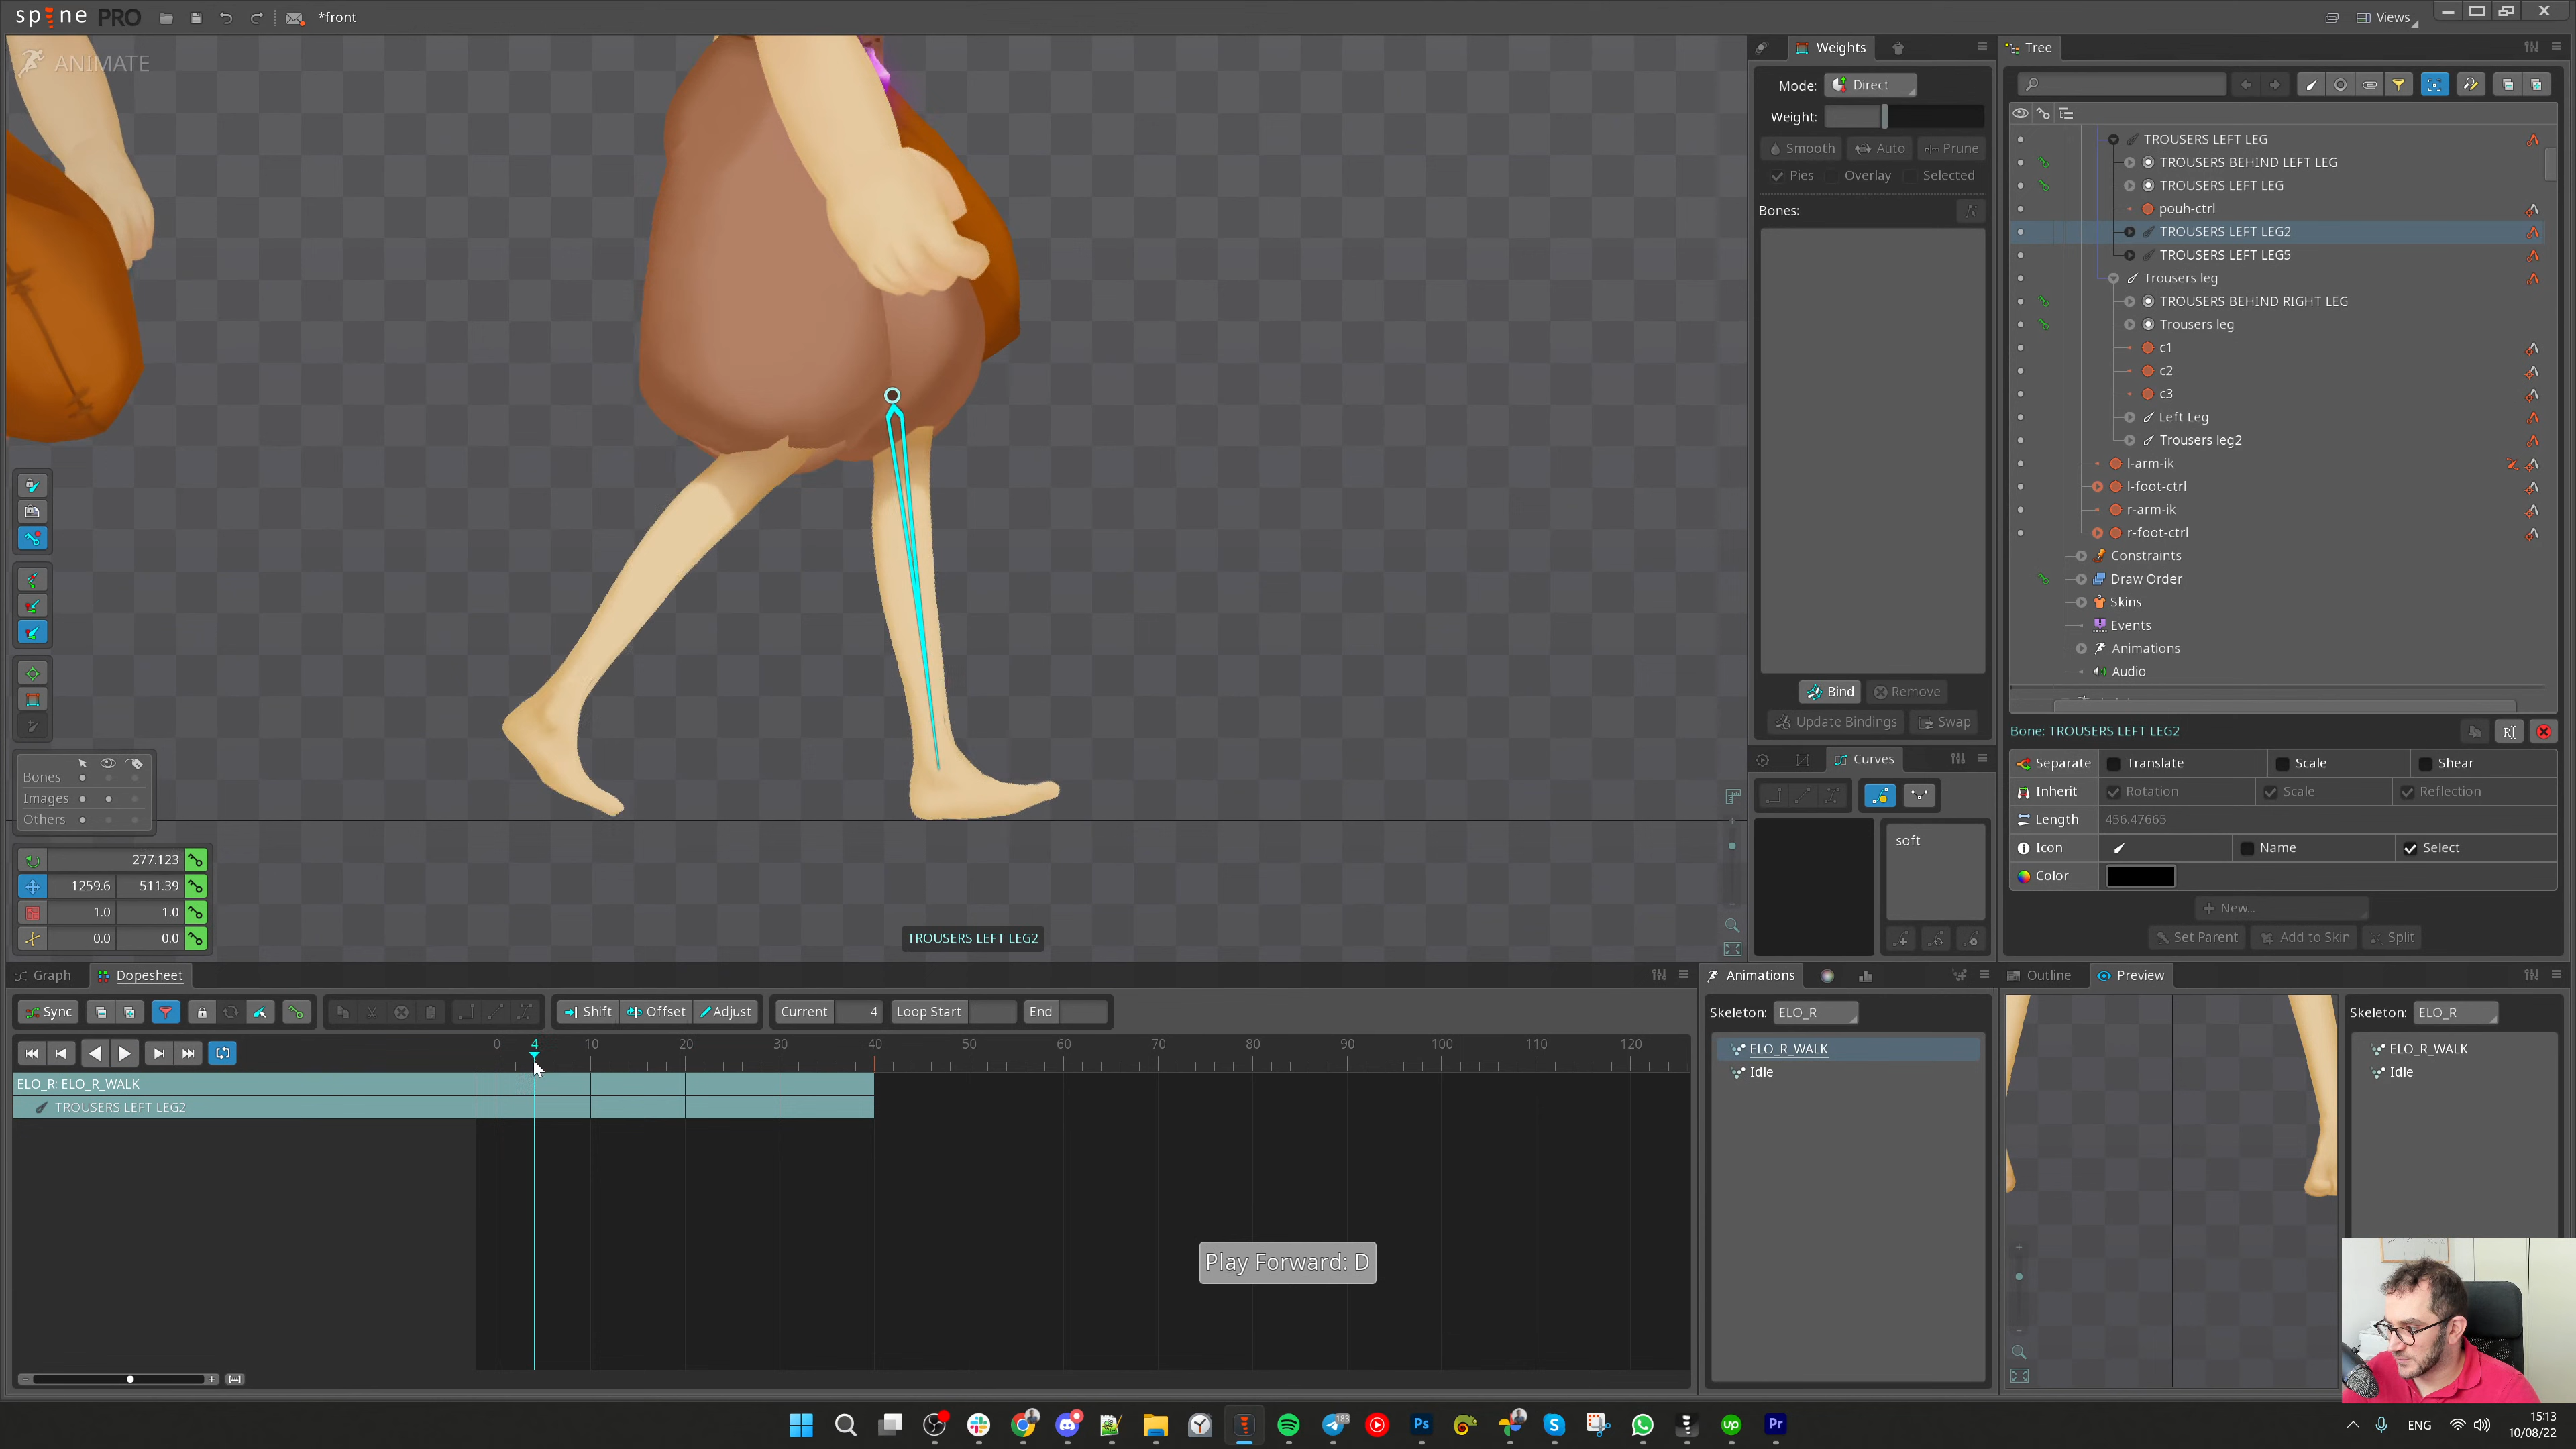 spine PRO
*front
Views
ANIMATE
Weights
Tree
Mode:
Direct
Weight:
Smooth
Auto
Prune
Pies
Overlay
Selected
Bones:
TROUSERS LEFT LEG
TROUSERS BEHIND LEFT LEG
TROUSERS LEFT LEG
pouh-ctrl
TROUSERS LEFT LEG2
TROUSERS LEFT LEG5
Trousers leg
TROUSERS BEHIND RIGHT LEG
Trousers leg
c1
c2
c3
Left Leg
Trousers leg2
l-arm-ik
l-foot-ctrl
r-arm-ik
r-foot-ctrl
Constraints
Draw Order
Skins
Events
Animations
Audio
Bind
Remove
Update Bindings
Swap
Curves
soft
Bone: TROUSERS LEFT LEG2
Separate
Translate
Scale
Shear
Inherit
Rotation
Scale
Reflection
Length
456.47665
Icon
Name
Select
Color
New...
Set Parent
Add to Skin
Split
Bones
Images
Others
277.123
1259.6 511.39
1.0 1.0
0.0 0.0
TROUSERS LEFT LEG2
Graph
Dopesheet
Sync
Shift
Offset
Adjust
Current 4
Loop Start
End
0 4 10 20 30 40 50 60 70 80 90 100 110 120
ELO_R: ELO_R_WALK
TROUSERS LEFT LEG2
Play Forward: D
Animations
Skeleton: ELO_R
ELO_R_WALK
Idle
Outline
Preview
Skeleton: ELO_R
ELO_R_WALK
Idle
183
Ps
up
Pr
ENG
15:13
10/08/22